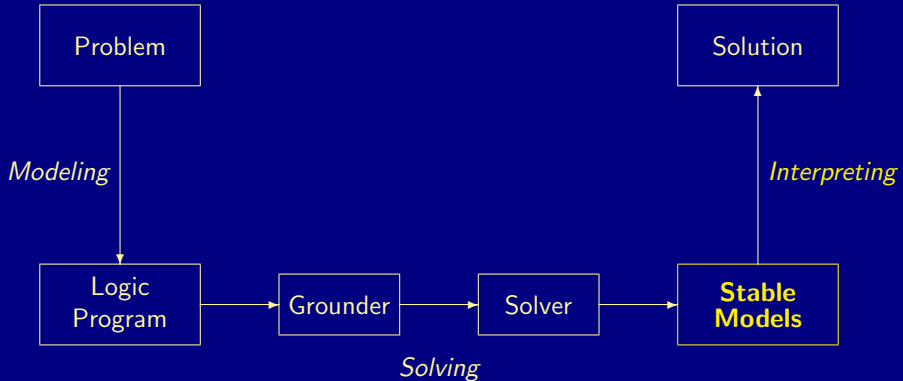 Problem
Solution
Modeling
Interpreting
Logic
Program
Grounder
Solver
Stable
Models
Solving